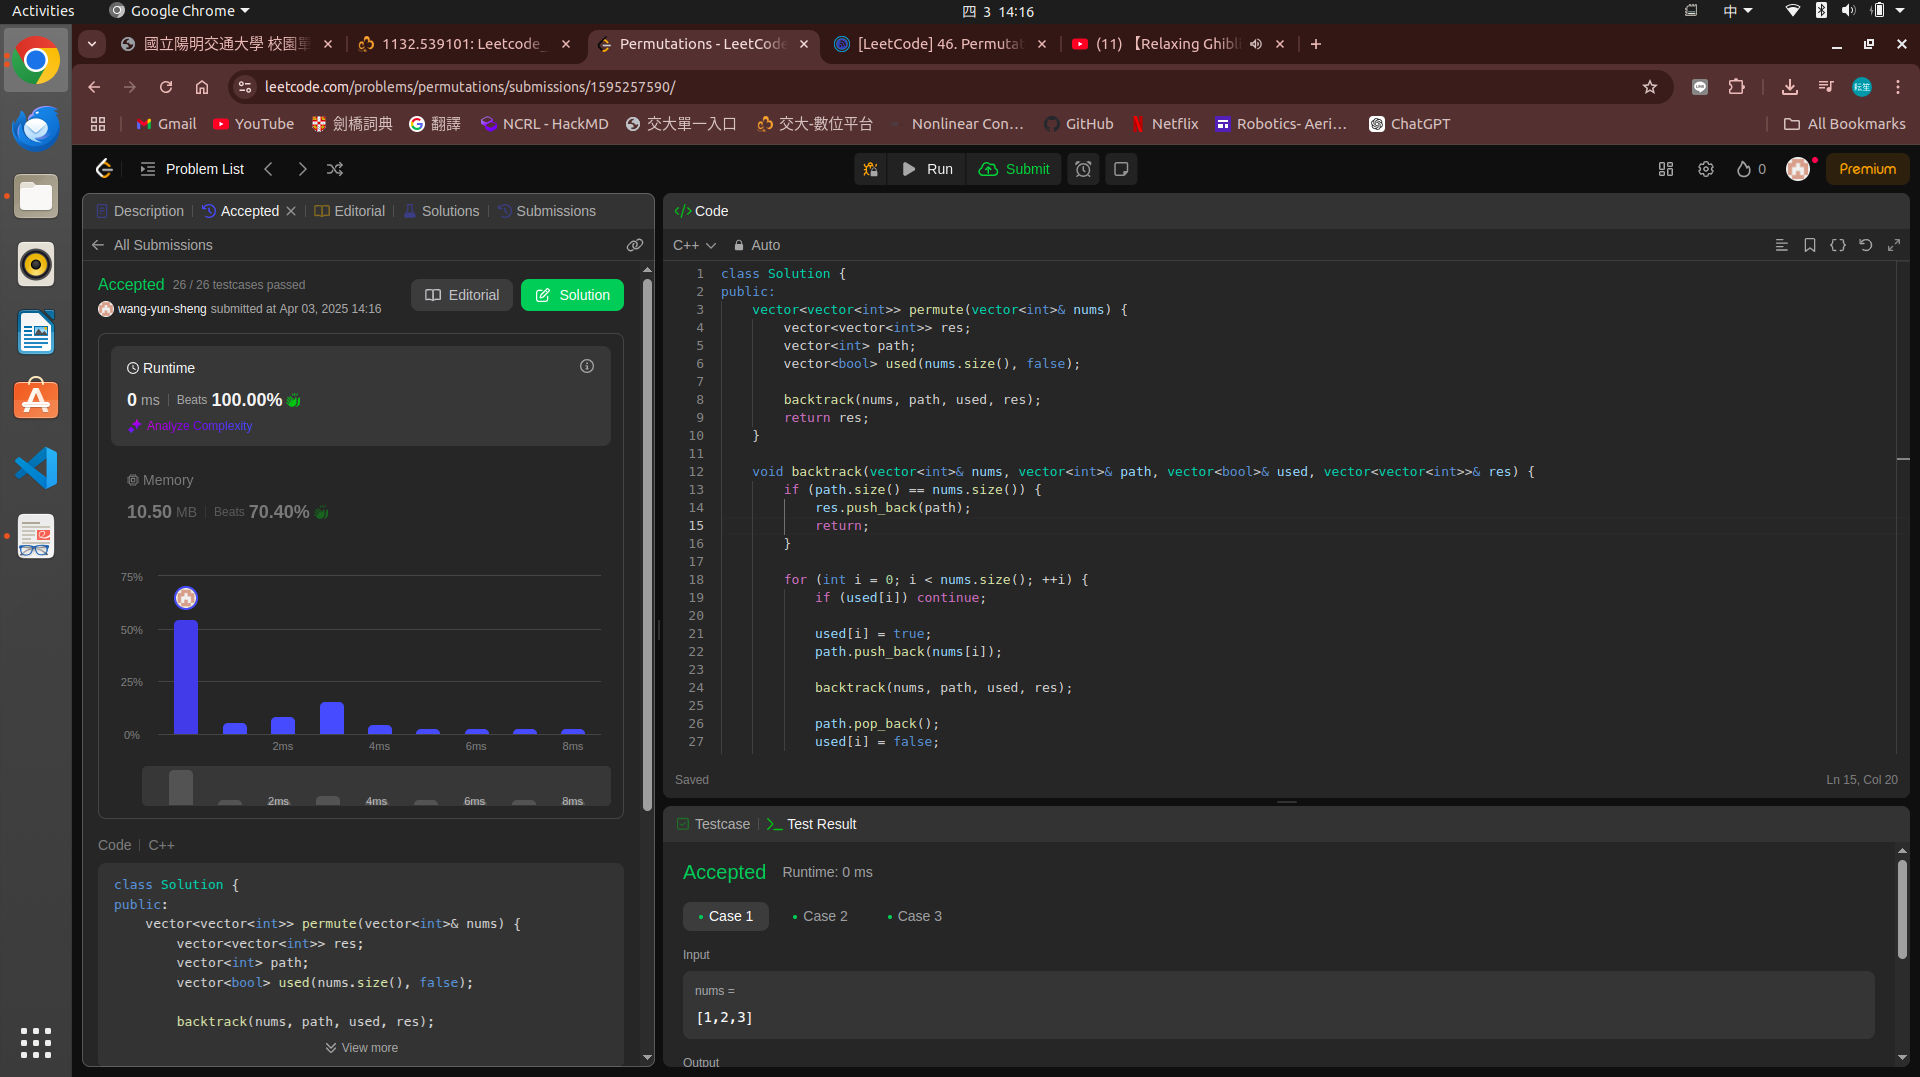 Activities
Google Chrome
四 3 14:16
中
國立陽明交通大學 校園單
1132.539101: Leetcode_
Permutations - LeetCode
[LeetCode] 46. Permutat
(11) 【Relaxing Ghibli
leetcode.com/problems/permutations/submissions/1595257590/
Gmail
YouTube
劍橋詞典
翻譯
NCRL - HackMD
交大單一入口
交大-數位平台
Nonlinear Con...
GitHub
Netflix
Robotics- Aeri...
ChatGPT
All Bookmarks
Problem List
Run
Submit
0
Premium
Description
Accepted
Editorial
Solutions
Submissions
All Submissions
Accepted 26 / 26 testcases passed
wang-yun-sheng submitted at Apr 03, 2025 14:16
Editorial
Solution
Runtime
0 ms | Beats 100.00%
Analyze Complexity
Memory
10.50 MB | Beats 70.40%
75%
50%
25%
0%
2ms 4ms 6ms 8ms
2ms 4ms 6ms 8ms
Code | C++
class Solution {
public:
    vector<vector<int>> permute(vector<int>& nums) {
        vector<vector<int>> res;
        vector<int> path;
        vector<bool> used(nums.size(), false);
        backtrack(nums, path, used, res);
View more
Code
C++
Auto
1 class Solution {
2 public:
3     vector<vector<int>> permute(vector<int>& nums) {
4         vector<vector<int>> res;
5         vector<int> path;
6         vector<bool> used(nums.size(), false);
7
8         backtrack(nums, path, used, res);
9         return res;
10     }
11
12     void backtrack(vector<int>& nums, vector<int>& path, vector<bool>& used, vector<vector<int>>& res) {
13         if (path.size() == nums.size()) {
14             res.push_back(path);
15             return;
16         }
17
18         for (int i = 0; i < nums.size(); ++i) {
19             if (used[i]) continue;
20
21             used[i] = true;
22             path.push_back(nums[i]);
23
24             backtrack(nums, path, used, res);
25
26             path.pop_back();
27             used[i] = false;
Saved
Ln 15, Col 20
Testcase
Test Result
Accepted Runtime: 0 ms
Case 1
Case 2
Case 3
Input
nums =
[1,2,3]
Output